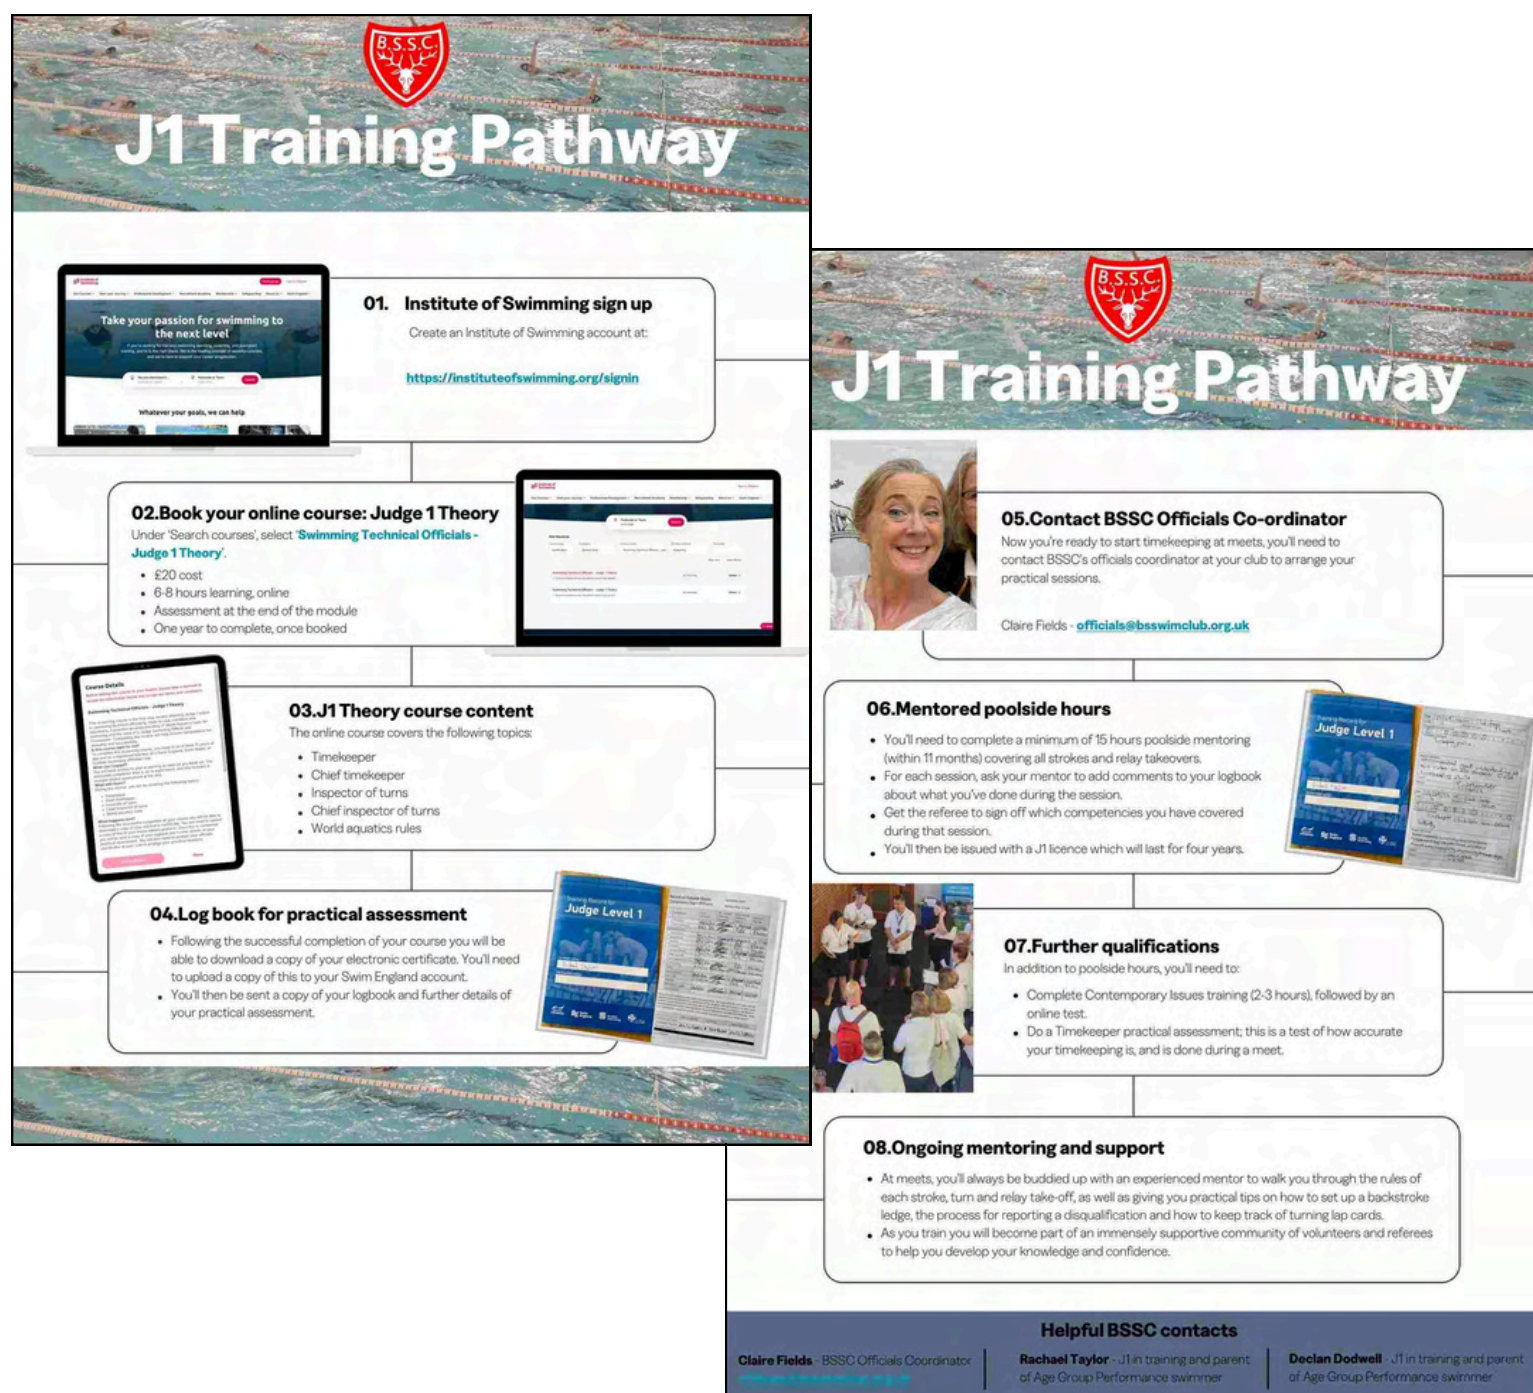 B.S.S.C.
J1 Training Pathway
Take your passion for swimming to
the next level
Whatever your goals, we can help
01. Institute of Swimming sign up
Create an Institute of Swimming account at:
https://instituteofswimming.org/signin
02.Book your online course: Judge 1 Theory
Under 'Search courses', select 'Swimming Technical Officials -
Judge 1 Theory'.
• £20 cost
• 6-8 hours learning, online
• Assessment at the end of the module
• One year to complete, once booked
Course Details
Swimming Technical Officials - Judge 1 Theory
03.J1 Theory course content
The online course covers the following topics:
• Timekeeper
• Chief timekeeper
• Inspector of turns
• Chief inspector of turns
• World aquatics rules
04.Log book for practical assessment
• Following the successful completion of your course you will be
able to download a copy of your electronic certificate. You'll need
to upload a copy of this to your Swim England account.
• You'll then be sent a copy of your logbook and further details of
your practical assessment.
Training Record for
Judge Level 1
B.S.S.C.
J1 Training Pathway
05.Contact BSSC Officials Co-ordinator
Now you're ready to start timekeeping at meets, you'll need to
contact BSSC's officials coordinator at your club to arrange your
practical sessions.
Claire Fields - officials@bsswimclub.org.uk
06.Mentored poolside hours
• You'll need to complete a minimum of 15 hours poolside mentoring
(within 11 months) covering all strokes and relay takeovers.
• For each session, ask your mentor to add comments to your logbook
about what you've done during the session.
• Get the referee to sign off which competencies you have covered
during that session.
• You'll then be issued with a J1 licence which will last for four years.
Training Record for
Judge Level 1
07.Further qualifications
In addition to poolside hours, you'll need to:
• Complete Contemporary Issues training (2-3 hours), followed by an
online test.
• Do a Timekeeper practical assessment; this is a test of how accurate
your timekeeping is, and is done during a meet.
08.Ongoing mentoring and support
• At meets, you'll always be buddied up with an experienced mentor to walk you through the rules of
each stroke, turn and relay take-off, as well as giving you practical tips on how to set up a backstroke
ledge, the process for reporting a disqualification and how to keep track of turning lap cards.
• As you train you will become part of an immensely supportive community of volunteers and referees
to help you develop your knowledge and confidence.
Helpful BSSC contacts
Claire Fields - BSSC Officials Coordinator
Rachael Taylor - J1 in training and parent
of Age Group Performance swimmer
Declan Dodwell - J1 in training and parent
of Age Group Performance swimmer